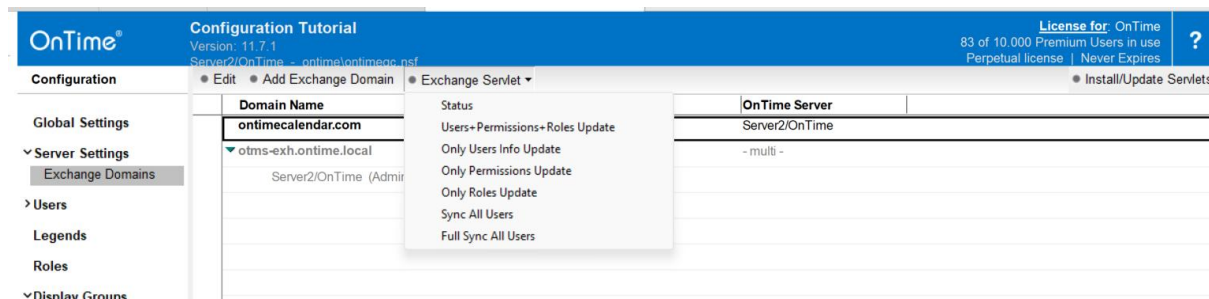 OnTime®
Configuration Tutorial
Version: 11.7.1
Server2/OnTime - ontime\ontimegc.nsf
License for: OnTime
83 of 10.000 Premium Users in use
Perpetual license | Never Expires
?
Configuration
Edit
Add Exchange Domain
Exchange Servlet
Install/Update Servlets
Domain Name
OnTime Server
ontimecalendar.com
Server2/OnTime
otms-exh.ontime.local
- multi -
Server2/OnTime (Admin
Status
Users+Permissions+Roles Update
Only Users Info Update
Only Permissions Update
Only Roles Update
Sync All Users
Full Sync All Users
Global Settings
Server Settings
Exchange Domains
Users
Legends
Roles
Display Groups